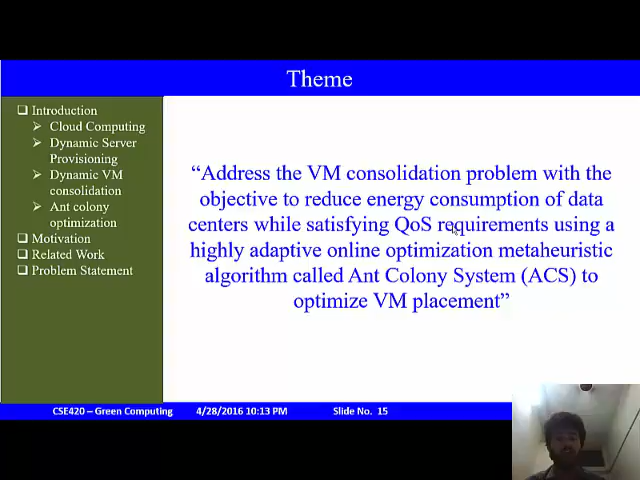 Theme
Introduction
Cloud Computing
Dynamic Server
Provisioning
Dynamic VM
consolidation
Ant colony
optimization
Motivation
Related Work
Problem Statement
“Address the VM consolidation problem with the
objective to reduce energy consumption of data
centers while satisfying QoS requirements using a
highly adaptive online optimization metaheuristic
algorithm called Ant Colony System (ACS) to
optimize VM placement”
CSE420 – Green Computing 4/28/2016 10:13 PM Slide No. 15